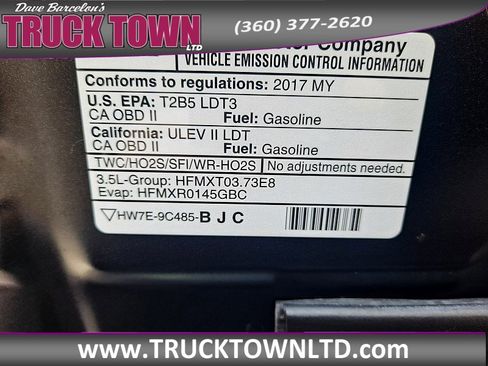 Dave Barcelon's
TRUCK TOWN
LTD
(360) 377-2620
Company
VEHICLE EMISSION CONTROL INFORMATION
Conforms to regulations: 2017 MY
U.S. EPA: T2B5 LDT3
CA OBD II Fuel: Gasoline
California: ULEV II LDT
CA OBD II Fuel: Gasoline
TWC/HO2S/SFI/WR-HO2S No adjustments needed.
3.5L-Group: HFMXT03.73E8
Evap: HFMXR0145GBC
HW7E-9C485-B J C
www.TRUCKTOWNLTD.com